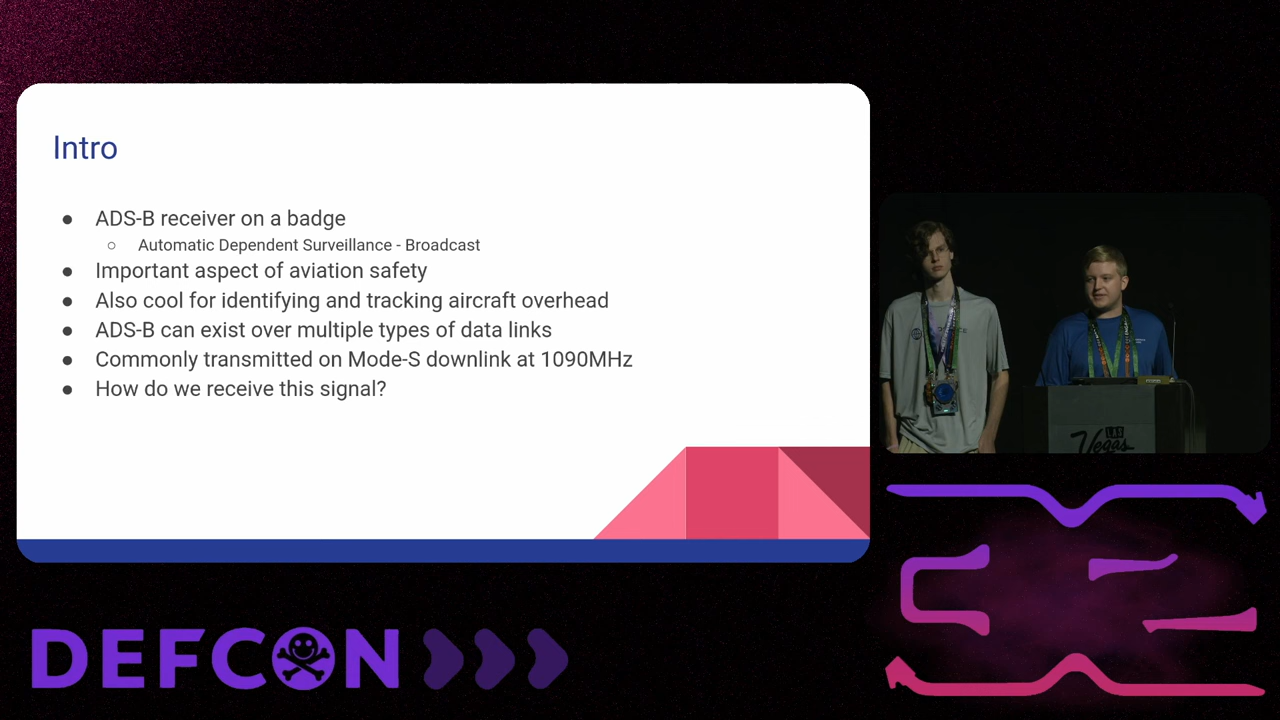 Intro
● ADS-B receiver on a badge
○ Automatic Dependent Surveillance - Broadcast
● Important aspect of aviation safety
● Also cool for identifying and tracking aircraft overhead
● ADS-B can exist over multiple types of data links
● Commonly transmitted on Mode-S downlink at 1090MHz
● How do we receive this signal?
LAS
Vegas
DEFCON